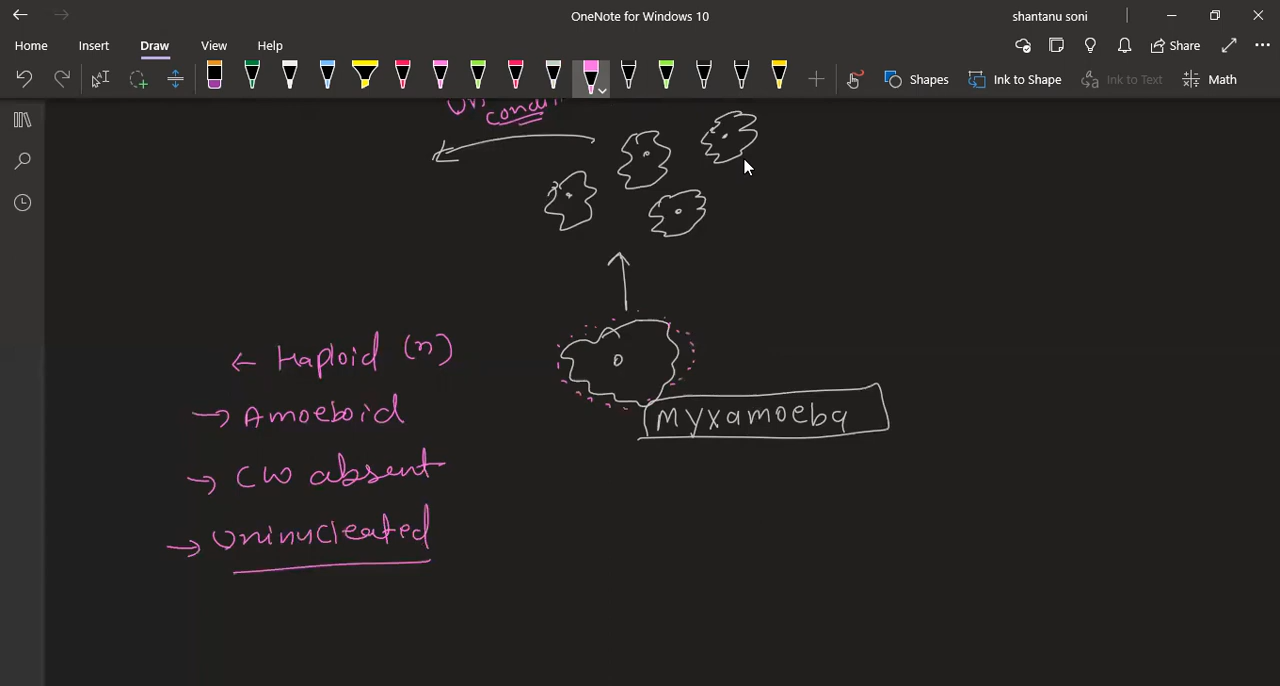 OneNote for Windows 10
shantanu soni
Home Insert Draw View Help
Share
Shapes Ink to Shape Ink to Text Math
← Haploid (n)
→ Amoeboid
→ CW absent
→ Uninucleated
myxamoeba